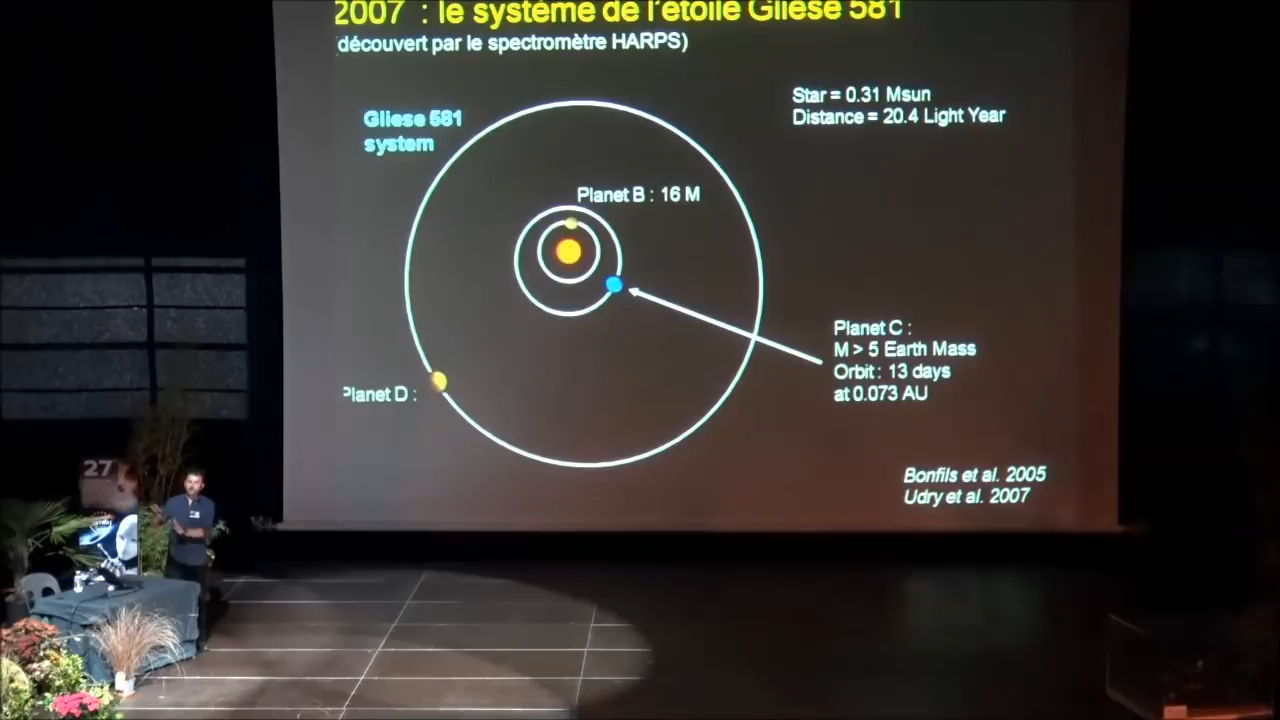 2007 : le système de l'étoile Gliese 581
(découvert par le spectromètre HARPS)
Star = 0.31 Msun
Distance = 20.4 Light Year
Gliese 581
system
Planet B : 16 M
Planet C :
M > 5 Earth Mass
Orbit : 13 days
at 0.073 AU
Planet D :
Bonfils et al. 2005
Udry et al. 2007
27